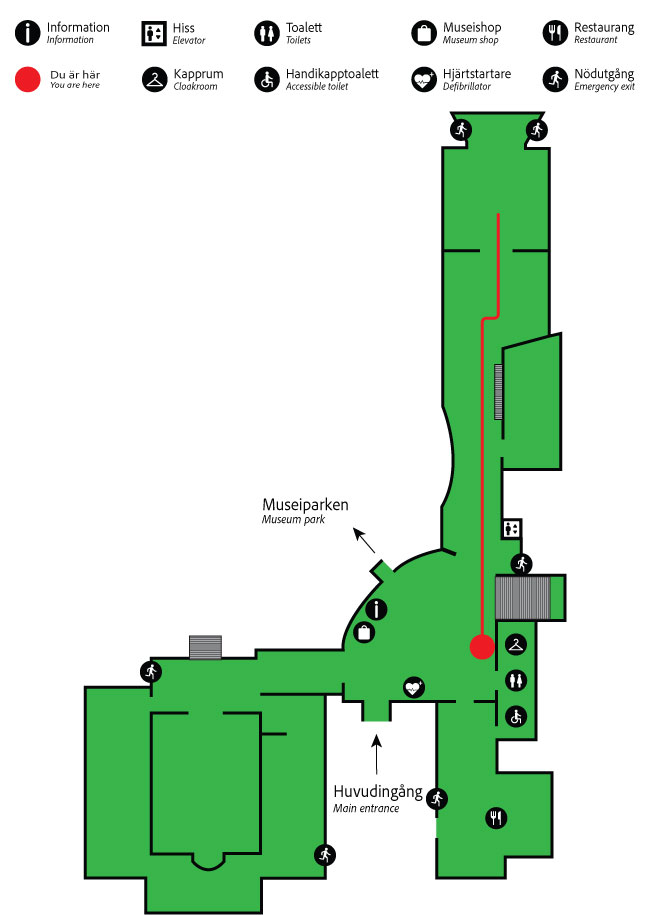 Information
Information
Hiss
Elevator
Toalett
Toilets
Museishop
Museum shop
Restaurang
Restaurant
Du är här
You are here
Kapprum
Cloakroom
Handikapptoalett
Accessible toilet
Hjärtstartare
Defibrillator
Nödutgång
Emergency exit
Museiparken
Museum park
Huvudingång
Main entrance